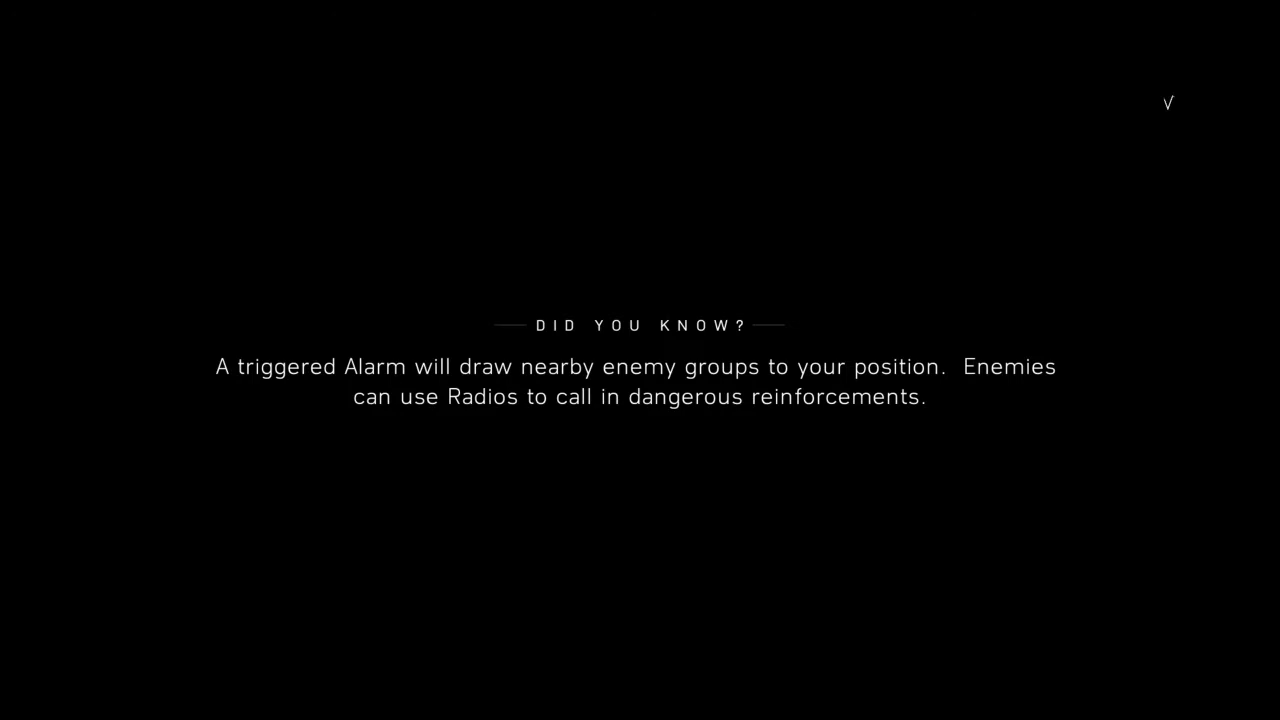 √
DID YOU KNOW?
A triggered Alarm will draw nearby enemy groups to your position.  Enemies
can use Radios to call in dangerous reinforcements.